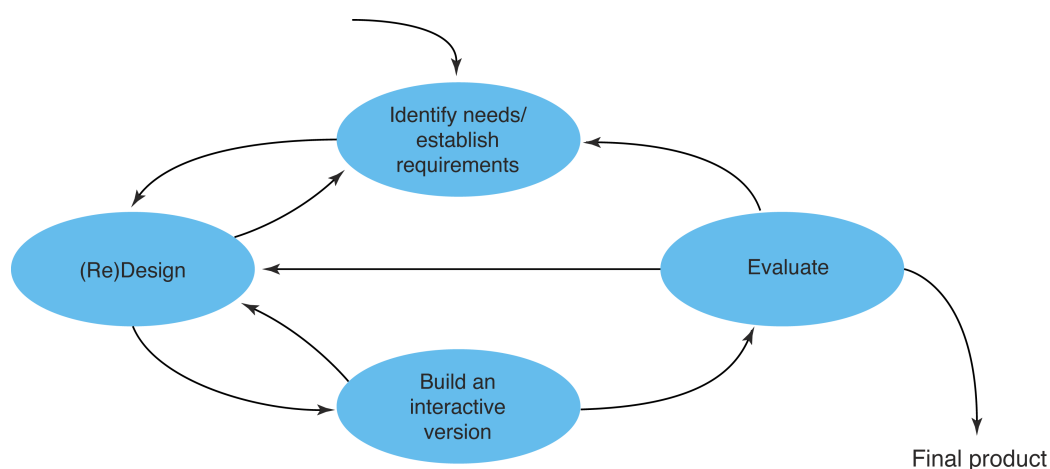 Identify needs/
establish
requirements
(Re)Design
Evaluate
Build an
interactive
version
Final product